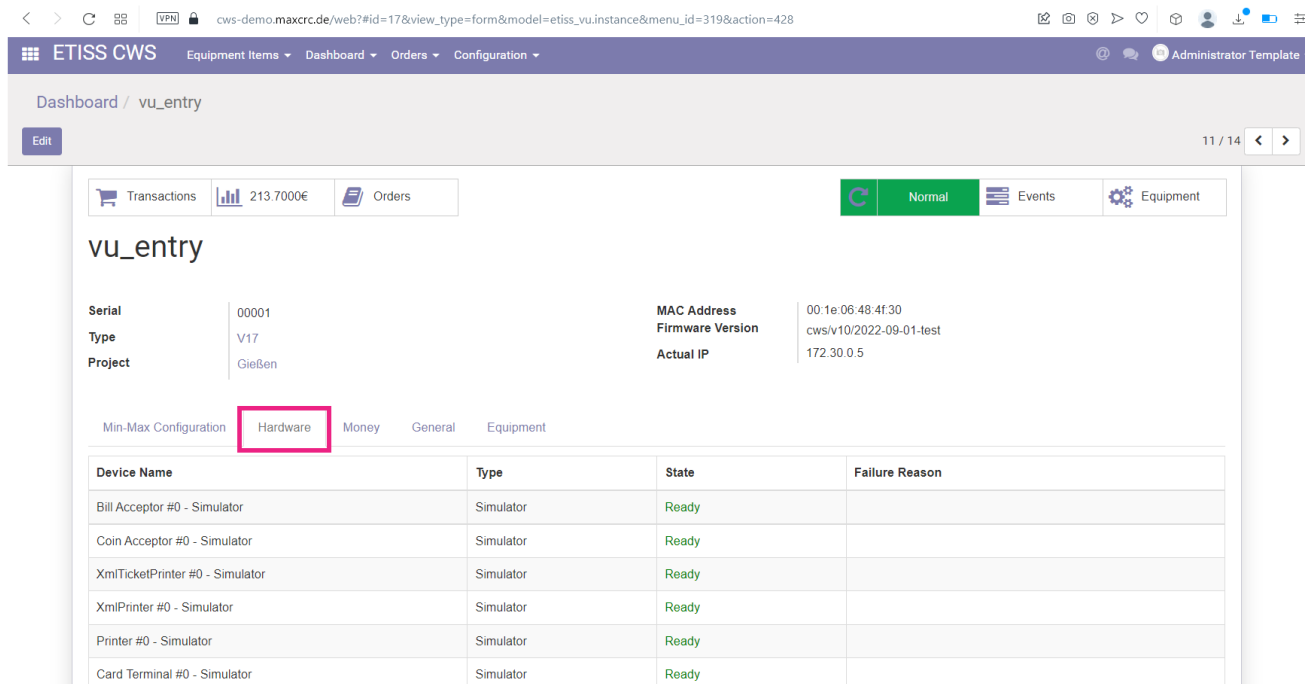 VPN cws-demo.maxcrc.de/web?#id=17&view_type=form&model=etiss_vu.instance&menu_id=319&action=428
ETISS CWS Equipment Items Dashboard Orders Configuration @ Administrator Template
Dashboard / vu_entry
Edit 11 / 14
Transactions 213.7000€ Orders Normal Events Equipment
vu_entry
Serial 00001 MAC Address 00:1e:06:48:4f:30
Type V17 Firmware Version cws/v10/2022-09-01-test
Project Gießen Actual IP 172.30.0.5
Min-Max Configuration Hardware Money General Equipment
Device Name Type State Failure Reason
Bill Acceptor #0 - Simulator Simulator Ready
Coin Acceptor #0 - Simulator Simulator Ready
XmlTicketPrinter #0 - Simulator Simulator Ready
XmlPrinter #0 - Simulator Simulator Ready
Printer #0 - Simulator Simulator Ready
Card Terminal #0 - Simulator Simulator Ready